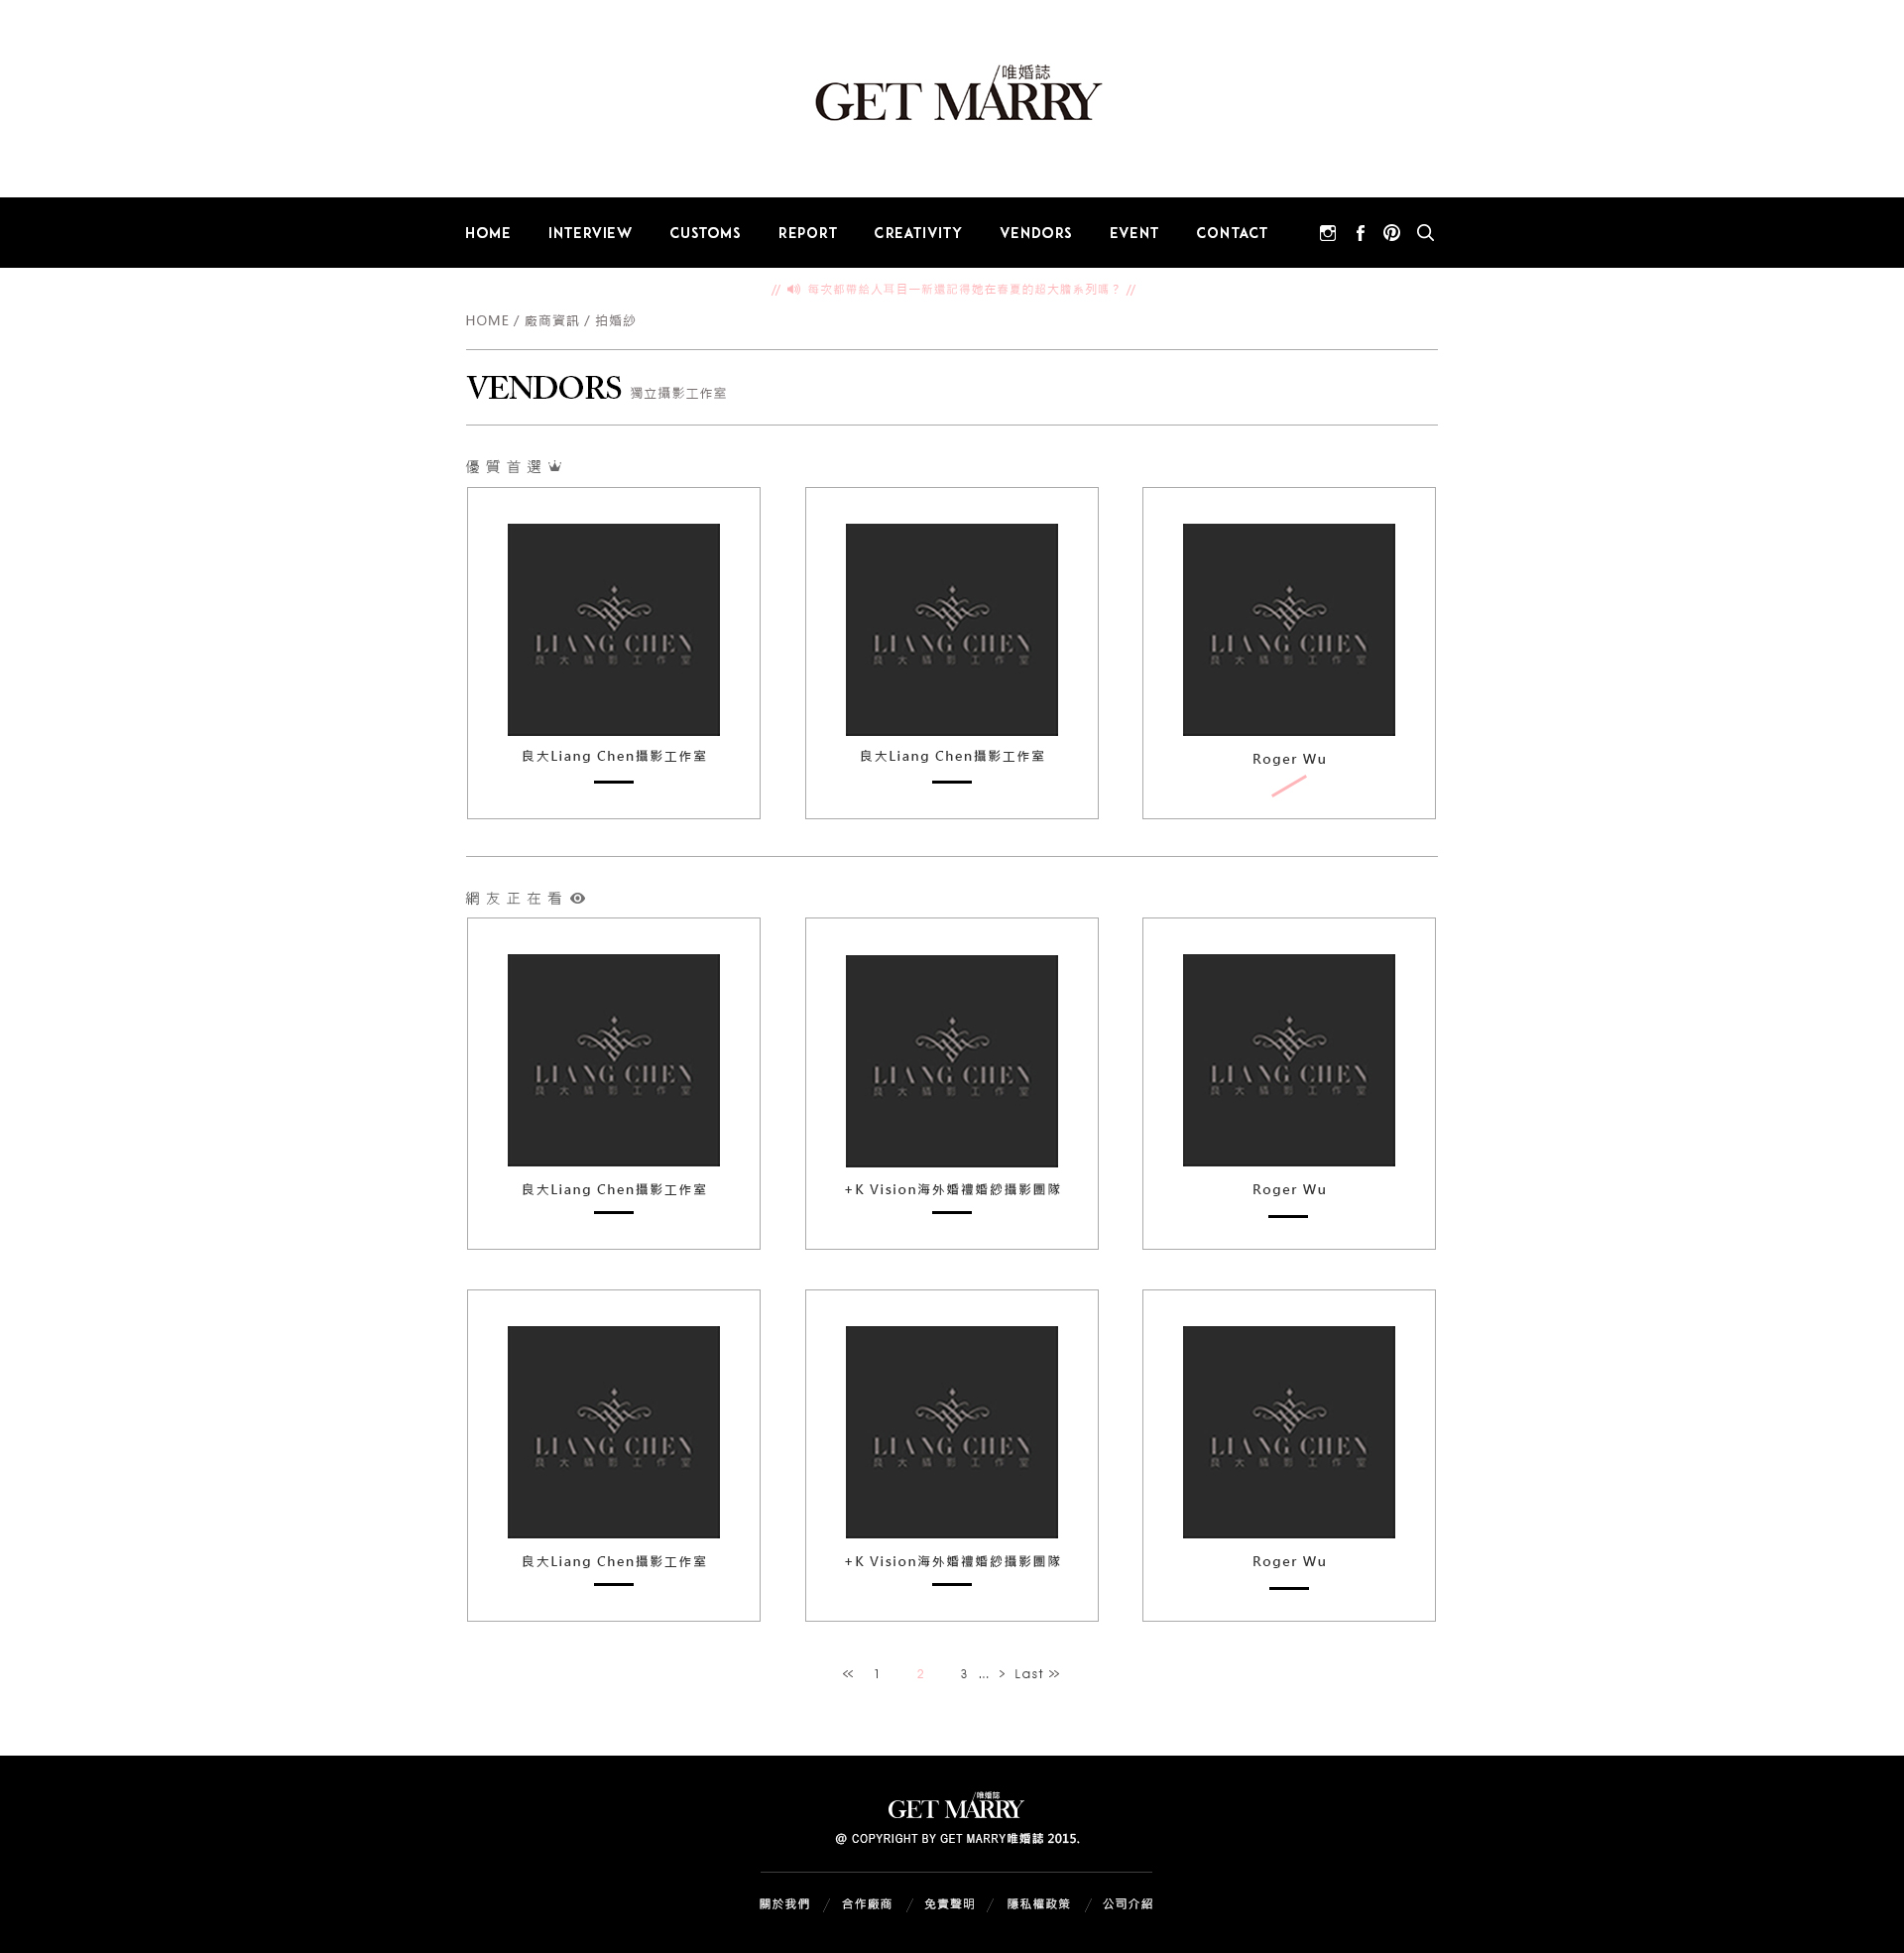 /唯婚誌
GET MARRY
HOME INTERVIEW CUSTOMS REPORT CREATIVITY VENDORS EVENT CONTACT
// 每次都帶給人耳目一新還記得她在春夏的超大膽系列嗎？ //
HOME / 廠商資訊 / 拍婚紗
VENDORS 獨立攝影工作室
優質首選
LIANG CHEN LIANG CHEN LIANG CHEN
良大攝影工作室 良大攝影工作室 良大攝影工作室
良大Liang Chen攝影工作室 良大Liang Chen攝影工作室 Roger Wu
網友正在看
LIANG CHEN LIANG CHEN LIANG CHEN
良大攝影工作室 良大攝影工作室 良大攝影工作室
良大Liang Chen攝影工作室 +K Vision海外婚禮婚紗攝影團隊 Roger Wu
LIANG CHEN LIANG CHEN LIANG CHEN
良大攝影工作室 良大攝影工作室 良大攝影工作室
良大Liang Chen攝影工作室 +K Vision海外婚禮婚紗攝影團隊 Roger Wu
<< 1 2 3 ... > Last >>
/唯婚誌
GET MARRY
@ COPYRIGHT BY GET MARRY唯婚誌 2015.
關於我們 / 合作廠商 / 免責聲明 / 隱私權政策 / 公司介紹